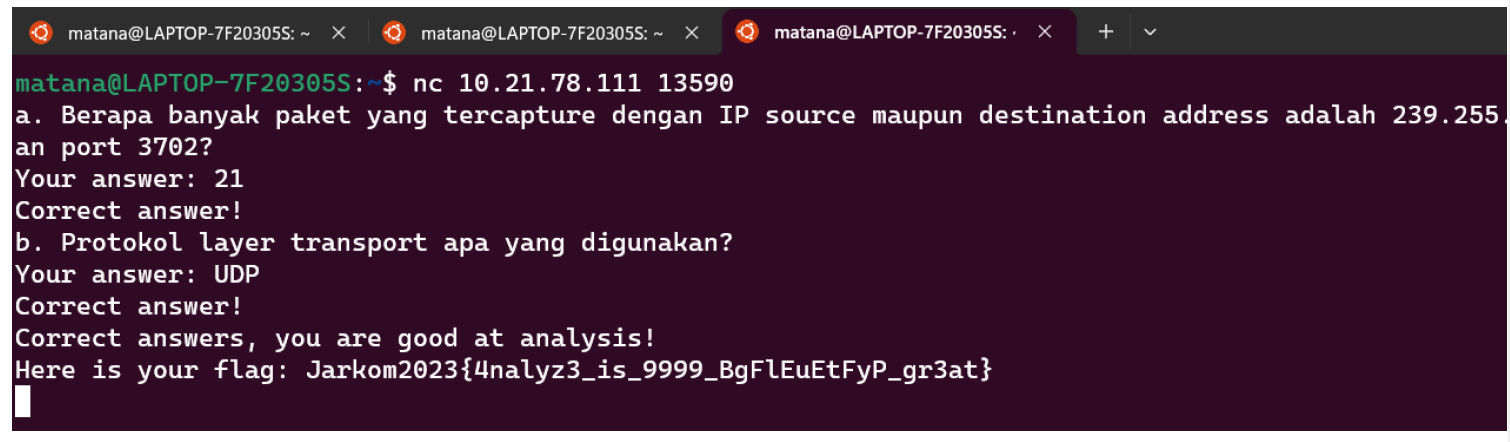 matana@LAPTOP-7F20305S: ~ matana@LAPTOP-7F20305S: ~ matana@LAPTOP-7F20305S:
matana@LAPTOP-7F20305S:~$ nc 10.21.78.111 13590
a. Berapa banyak paket yang tercapture dengan IP source maupun destination address adalah 239.255.
an port 3702?
Your answer: 21
Correct answer!
b. Protokol layer transport apa yang digunakan?
Your answer: UDP
Correct answer!
Correct answers, you are good at analysis!
Here is your flag: Jarkom2023{4nalyz3_is_9999_BgFlEuEtFyP_gr3at}